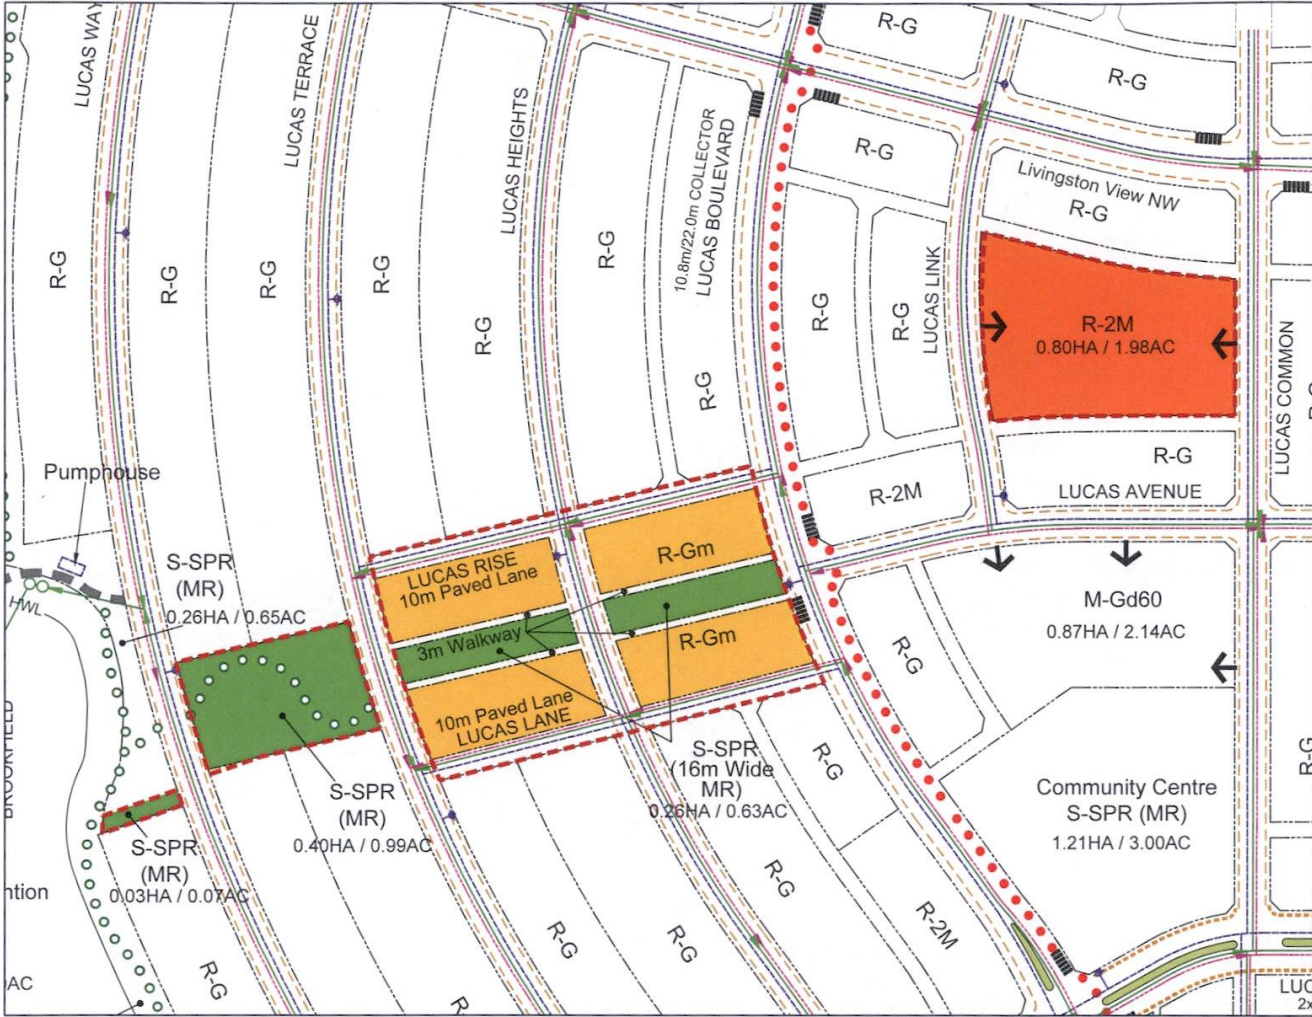 LUCAS WAY
LUCAS TERRACE
LUCAS HEIGHTS
10.8m/22.0m COLLECTOR
LUCAS BOULEVARD
R-G
R-G
R-G
Livingston View NW
R-G
R-G
R-G
R-G
R-G
R-G
R-G
R-G
R-G
R-G
LUCAS LINK
R-2M
0.80HA / 1.98AC
LUCAS COMMON
R-G
R-G
R-2M
LUCAS AVENUE
Pumphouse
S-SPR
(MR)
0.26HA / 0.65AC
HWL
LUCAS RISE
10m Paved Lane
R-Gm
3m Walkway
R-Gm
10m Paved Lane
LUCAS LANE
M-Gd60
0.87HA / 2.14AC
R-G
R-G
BROOKFIELD
S-SPR
(MR)
0.40HA / 0.99AC
S-SPR
(16m Wide
MR)
0.26HA / 0.63AC
R-G
Community Centre
S-SPR (MR)
1.21HA / 3.00AC
S-SPR
(MR)
0.03HA / 0.07AC
ntion
R-G
R-2M
R-G
R-G
R-G
AC
R
LUC
2x